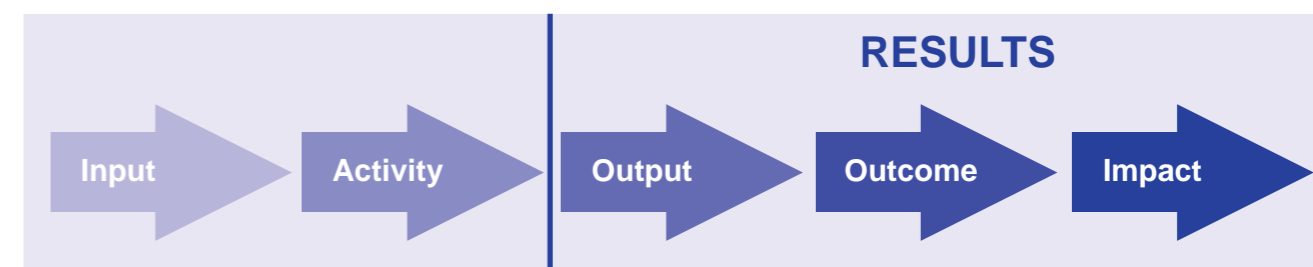 RESULTS
Input
Activity
Output
Outcome
Impact